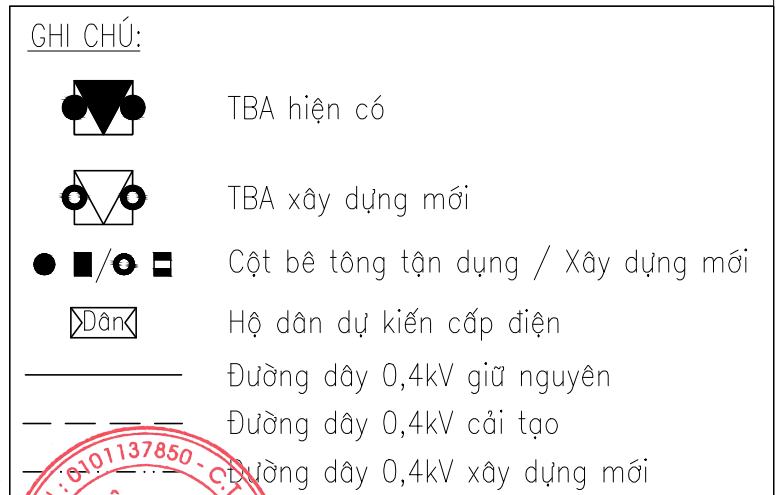 GHI CHÚ:
TBA hiện có
TBA xây dựng mới
Cột bê tông tận dụng / Xây dựng mới
Dân
Hộ dân dự kiến cấp điện
Đường dây 0,4kV giữ nguyên
Đường dây 0,4kV cải tạo
Đường dây 0,4kV xây dựng mới
: 0101137850 - C.T